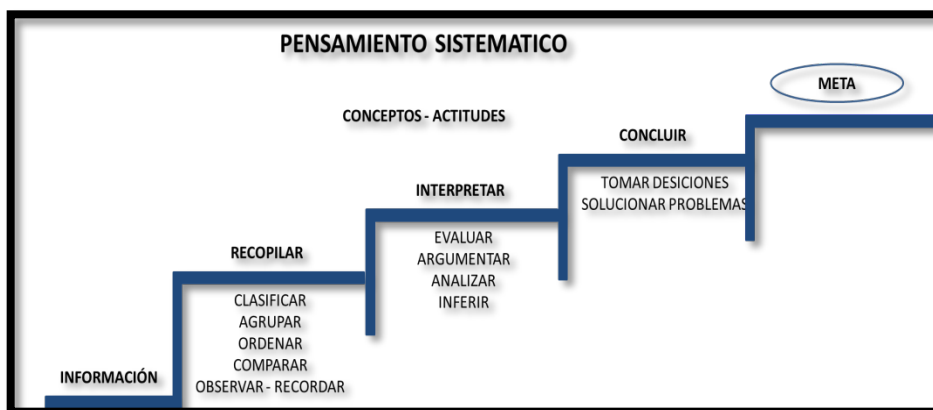 PENSAMIENTO SISTEMATICO
META
CONCEPTOS - ACTITUDES
CONCLUIR
TOMAR DESICIONES
SOLUCIONAR PROBLEMAS
INTERPRETAR
EVALUAR
ARGUMENTAR
ANALIZAR
INFERIR
RECOPILAR
CLASIFICAR
AGRUPAR
ORDENAR
COMPARAR
OBSERVAR - RECORDAR
INFORMACIÓN